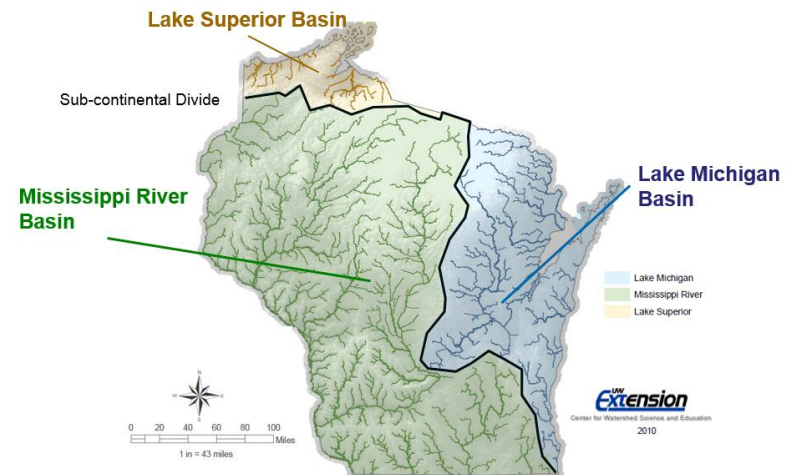 Lake Superior Basin
Sub-continental Divide
Mississippi River
Basin
Lake Michigan
Basin
Lake Michigan
Mississippi River
Lake Superior
N
W
E
S
0 20 40 60 80 100
Miles
1 in = 43 miles
UW
Extension
Center for Watershed Science and Education
2010